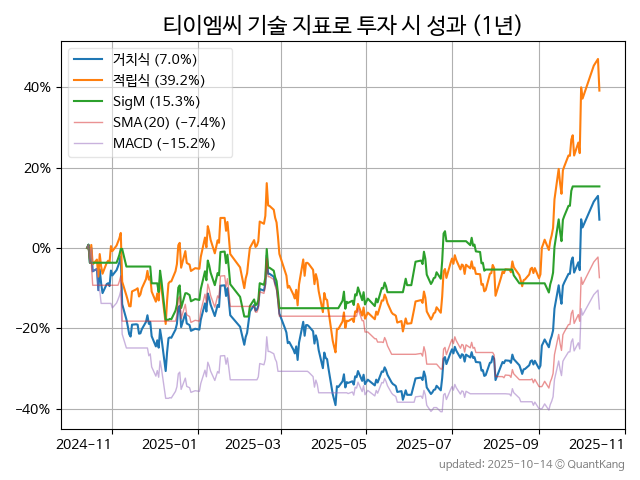 티이엠씨 기술 지표로 투자 시 성과 (1년)
거치식 (7.0%)
적립식 (39.2%)
SigM (15.3%)
SMA(20) (−7.4%)
MACD (−15.2%)
40%
20%
0%
−20%
−40%
2024-11 2025-01 2025-03 2025-05 2025-07 2025-09 2025-11
updated: 2025-10-14 © QuantKang